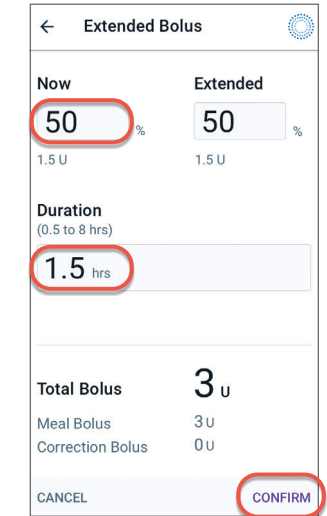 ← Extended Bolus
Now Extended
50 % 50 %
1.5 U 1.5 U
Duration
(0.5 to 8 hrs)
1.5 hrs
Total Bolus 3 U
Meal Bolus 3 U
Correction Bolus 0 U
CANCEL CONFIRM